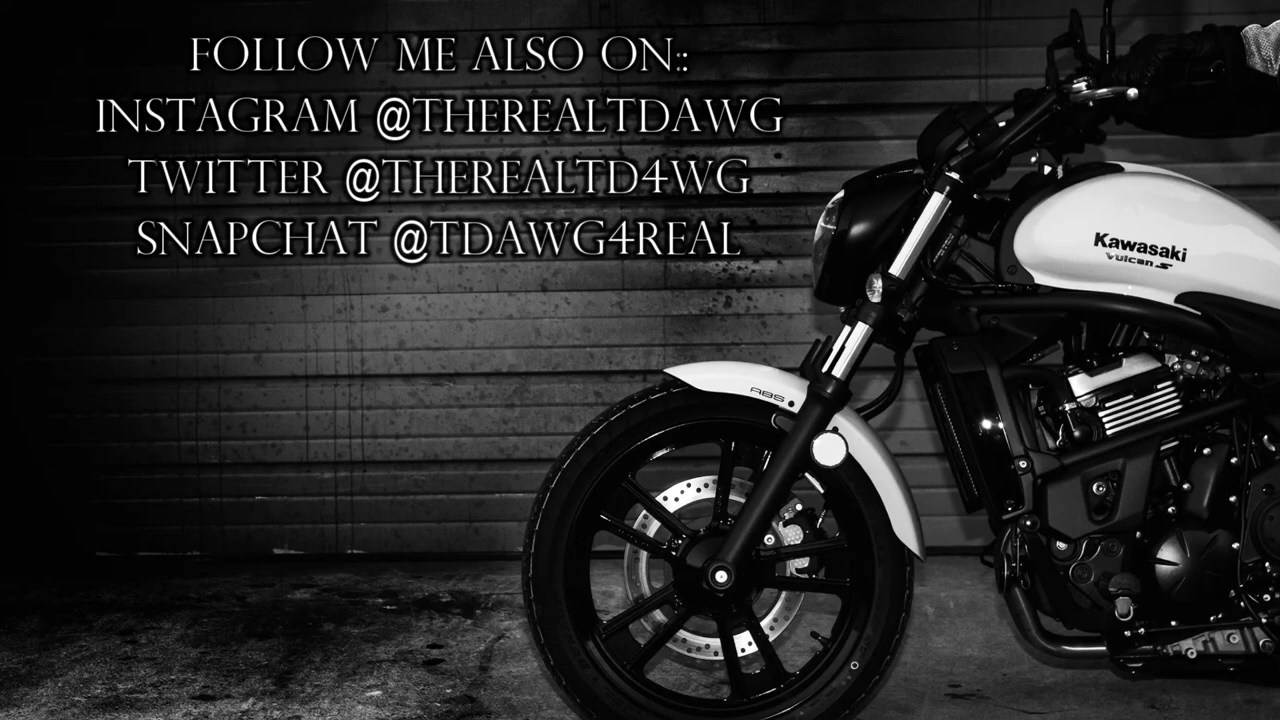 FOLLOW ME ALSO ON::
INSTAGRAM @THEREALTDAWG
TWITTER @THEREALTD4WG
SNAPCHAT @TDAWG4REAL
Kawasaki
Vulcan S
ABS